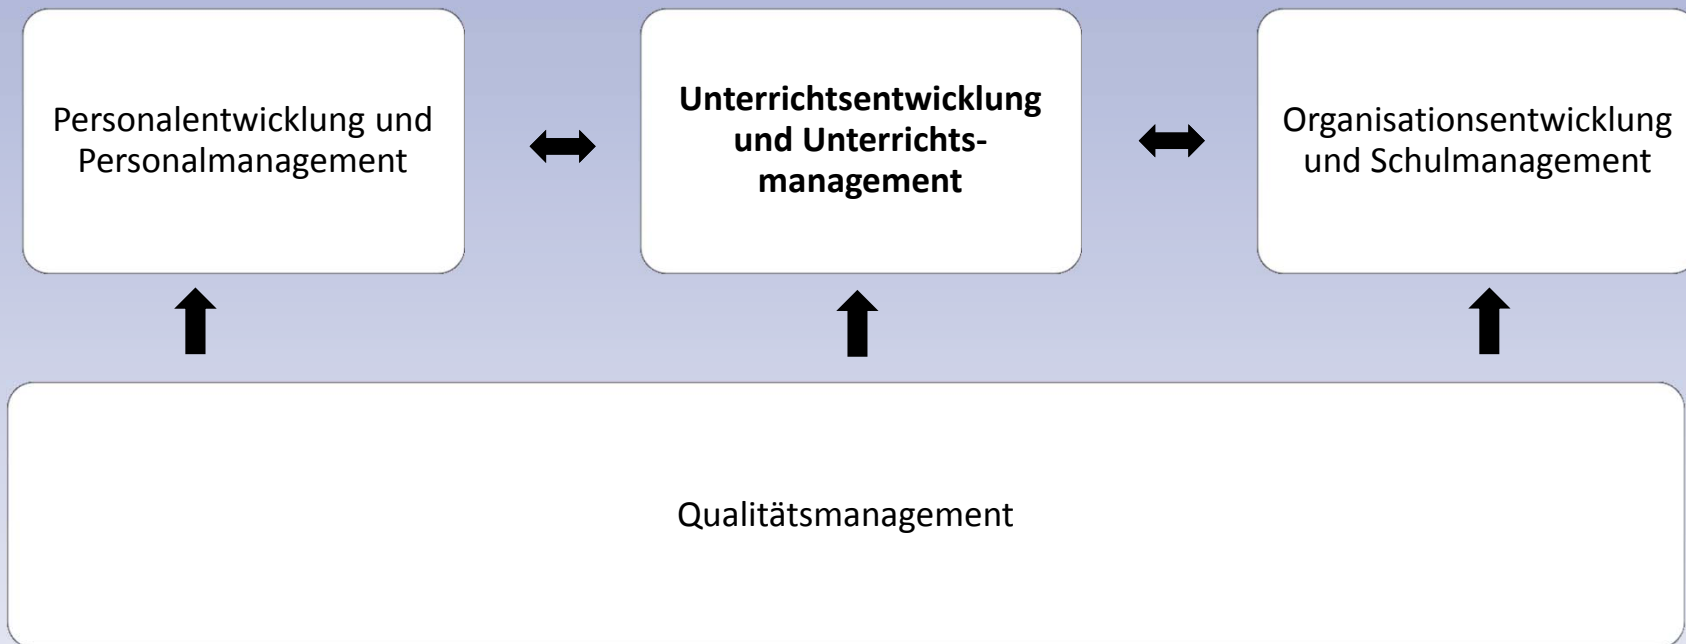 Personalentwicklung und
Personalmanagement
Unterrichtsentwicklung
und Unterrichts-
management
Organisationsentwicklung
und Schulmanagement
Qualitätsmanagement